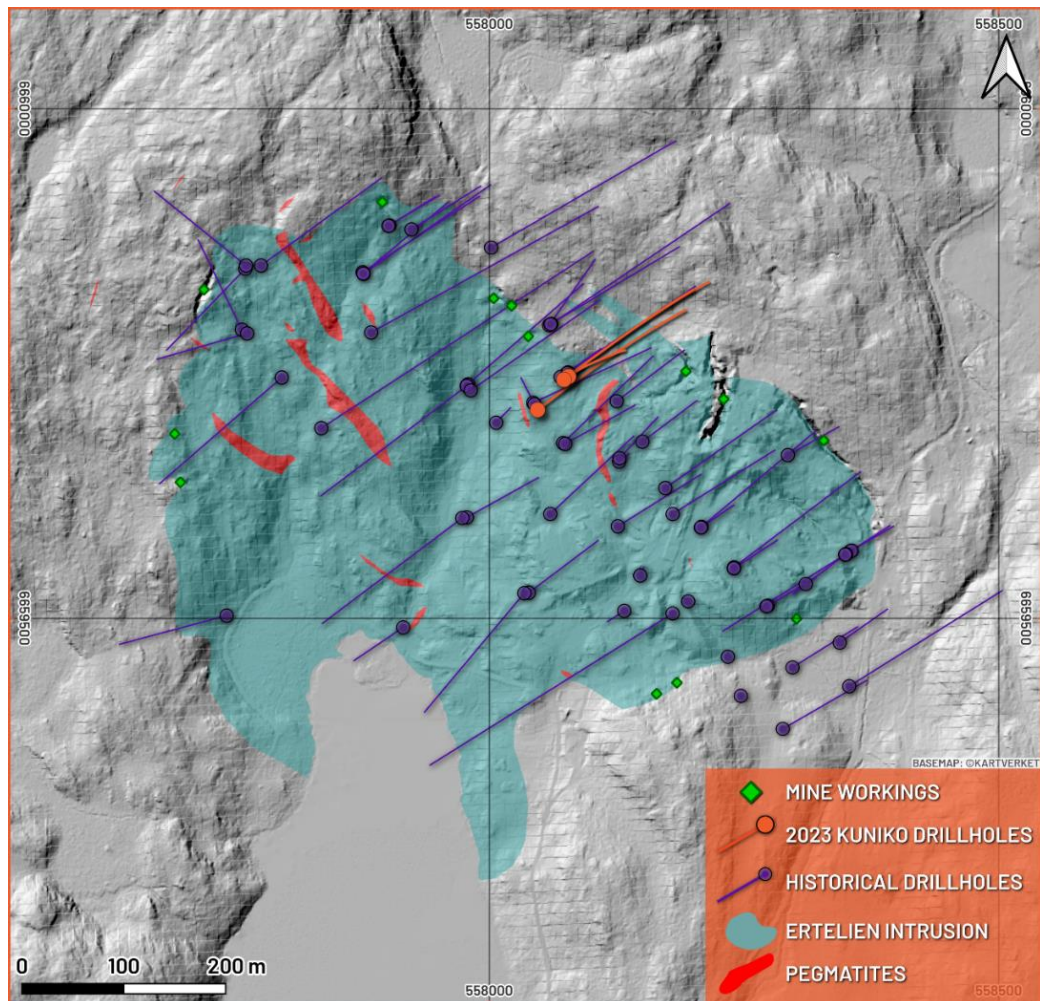 558000
558500
6660000
6660000
6659500
6659500
BASEMAP: ©KARTVERKET
MINE WORKINGS
2023 KUNIKO DRILLHOLES
HISTORICAL DRILLHOLES
ERTELIEN INTRUSION
PEGMATITES
0 100 200 m
558000
558500